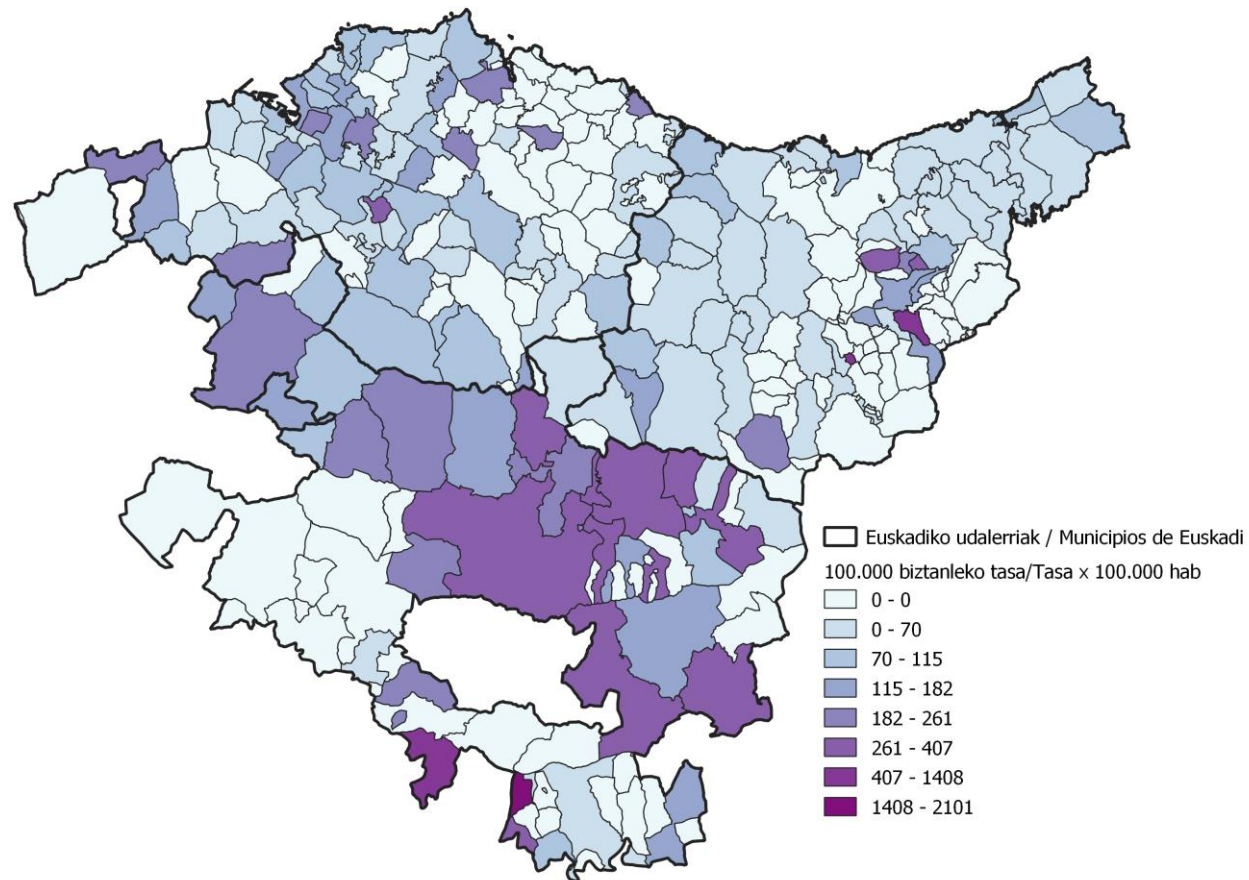 Euskadiko udalerriak / Municipios de Euskadi
100.000 biztanleko tasa/Tasa x 100.000 hab
0 - 0
0 - 70
70 - 115
115 - 182
182 - 261
261 - 407
407 - 1408
1408 - 2101